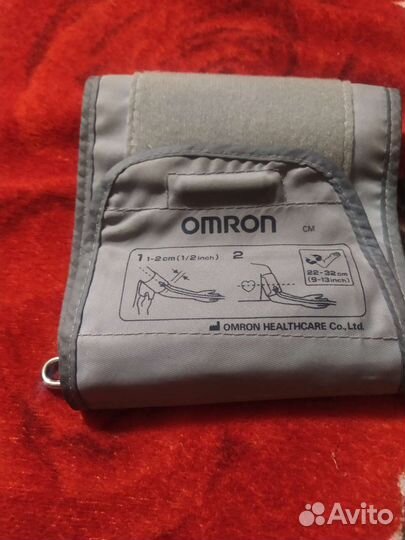 OMRON
CM
1 1-2cm (1/2inch) 2
22-32cm
(9-13inch)
OMRON HEALTHCARE Co., Ltd.
Avito